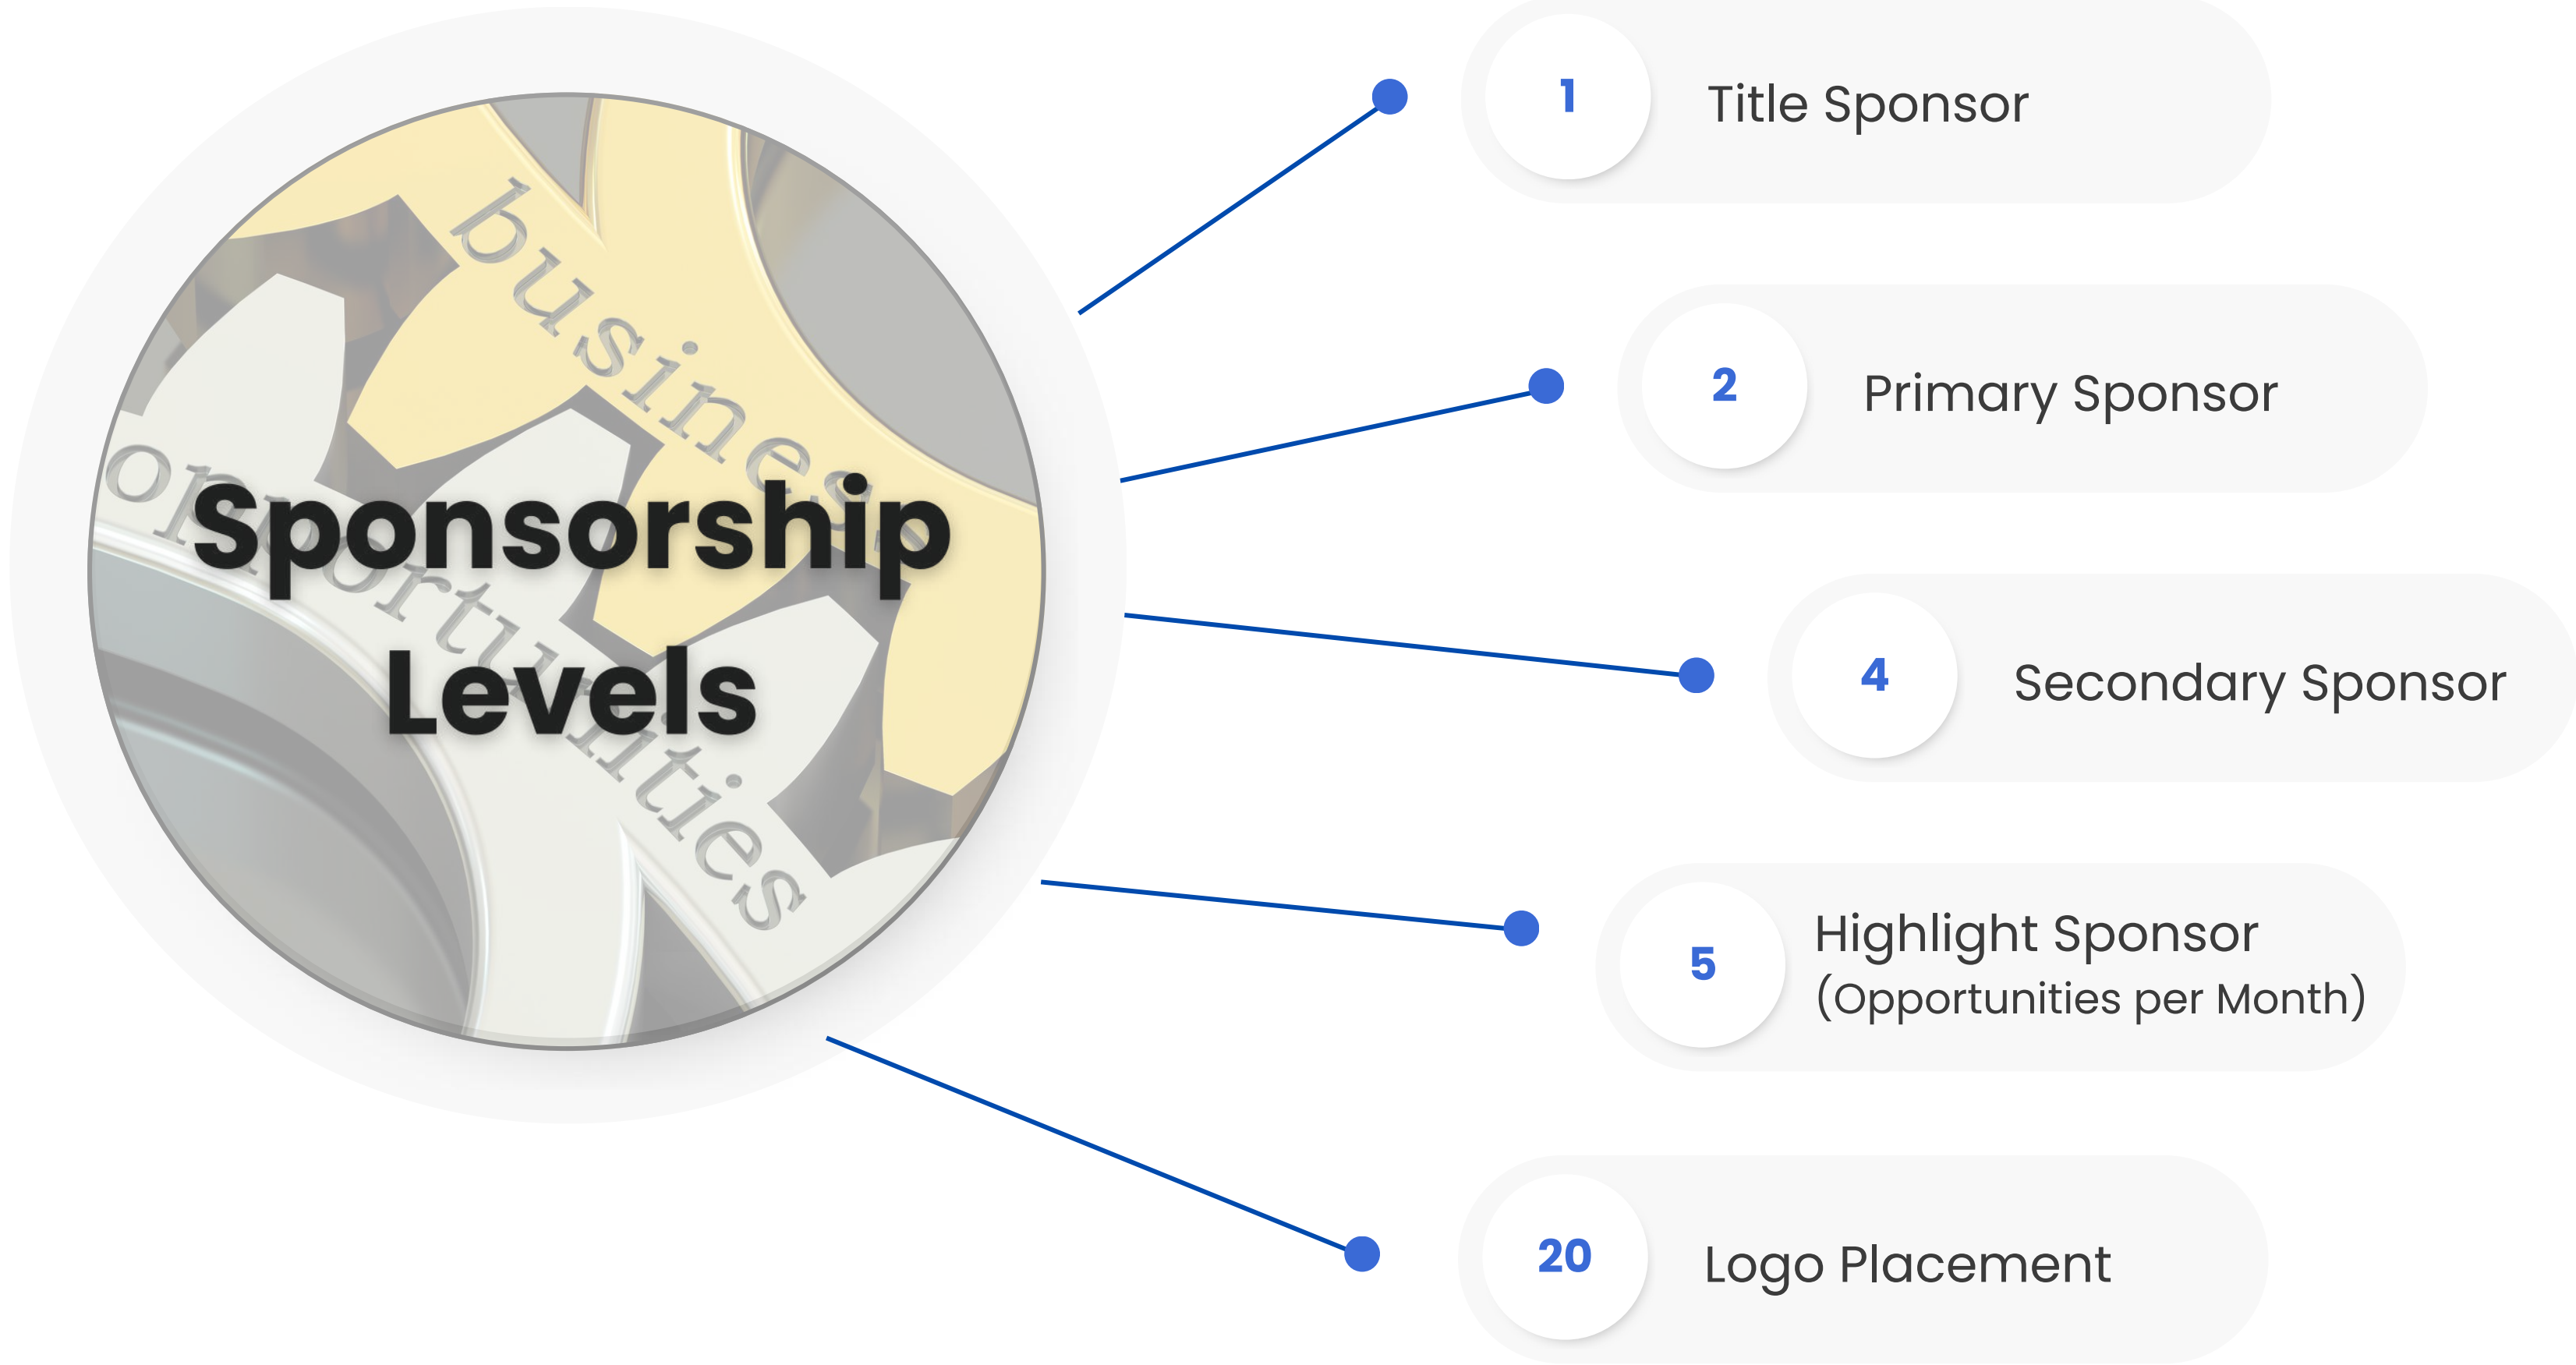 business
opportunities
Sponsorship
Levels
1
Title Sponsor
2
Primary Sponsor
4
Secondary Sponsor
5
Highlight Sponsor
(Opportunities per Month)
20
Logo Placement